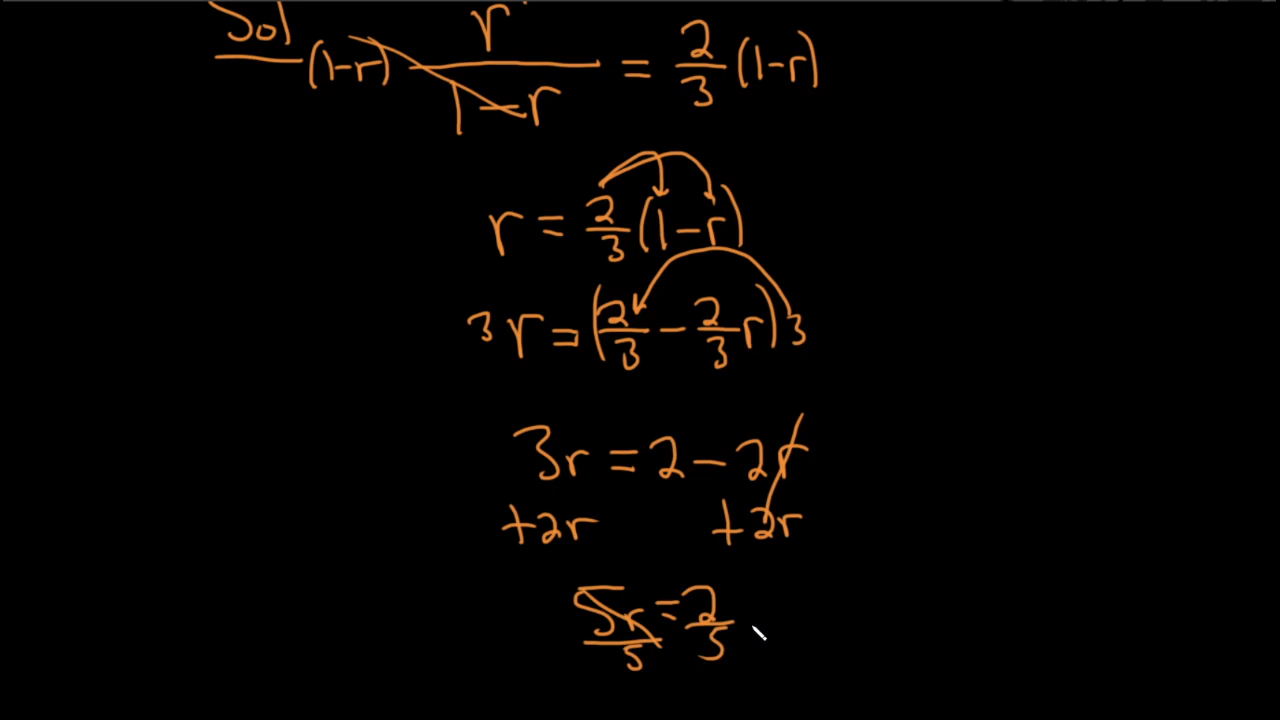 Sol
(1-r) r/(1-r) = 2/3 (1-r)
r = 2/3 (1-r)
3 r = (2/3 - 2/3 r) 3
3r = 2 - 2r
+2r +2r
5r/5 = 2/5